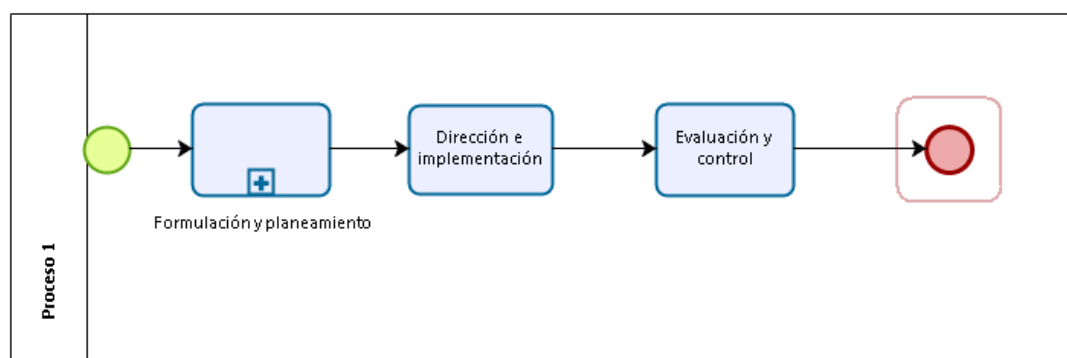 Proceso 1
Formulación y planeamiento
Dirección e
implementación
Evaluación y
control